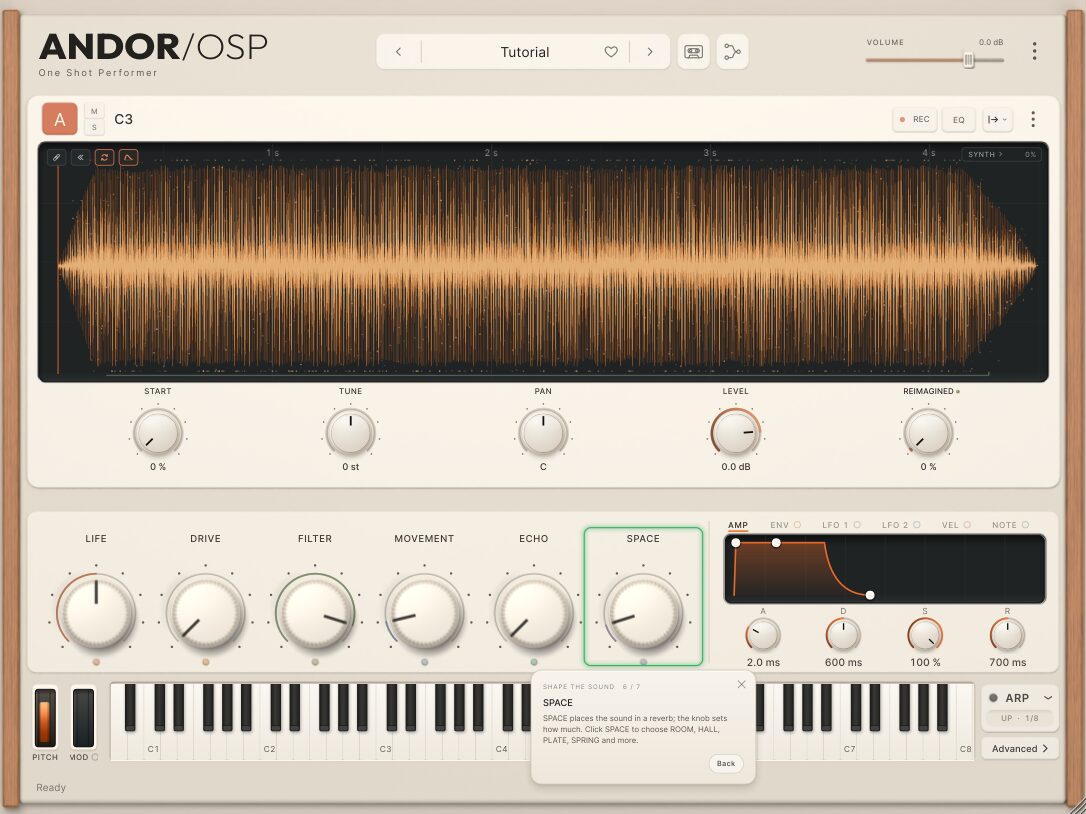 ANDOR/OSP
One Shot Performer
Tutorial
VOLUME 0.0 dB
A
M
S
C3
REC
EQ
1 s 2 s 3 s 4 s
SYNTH > 0%
START TUNE PAN LEVEL REIMAGINED
0 % 0 st C 0.0 dB 0 %
LIFE DRIVE FILTER MOVEMENT ECHO SPACE
AMP ENV LFO 1 LFO 2 VEL NOTE
A D S R
2.0 ms 600 ms 100 % 700 ms
SHAPE THE SOUND 6 / 7
SPACE
SPACE places the sound in a reverb; the knob sets
how much. Click SPACE to choose ROOM, HALL,
PLATE, SPRING and more.
Back
C1 C2 C3 C4 C7 C8
PITCH MOD
ARP
UP · 1/8
Advanced >
Ready